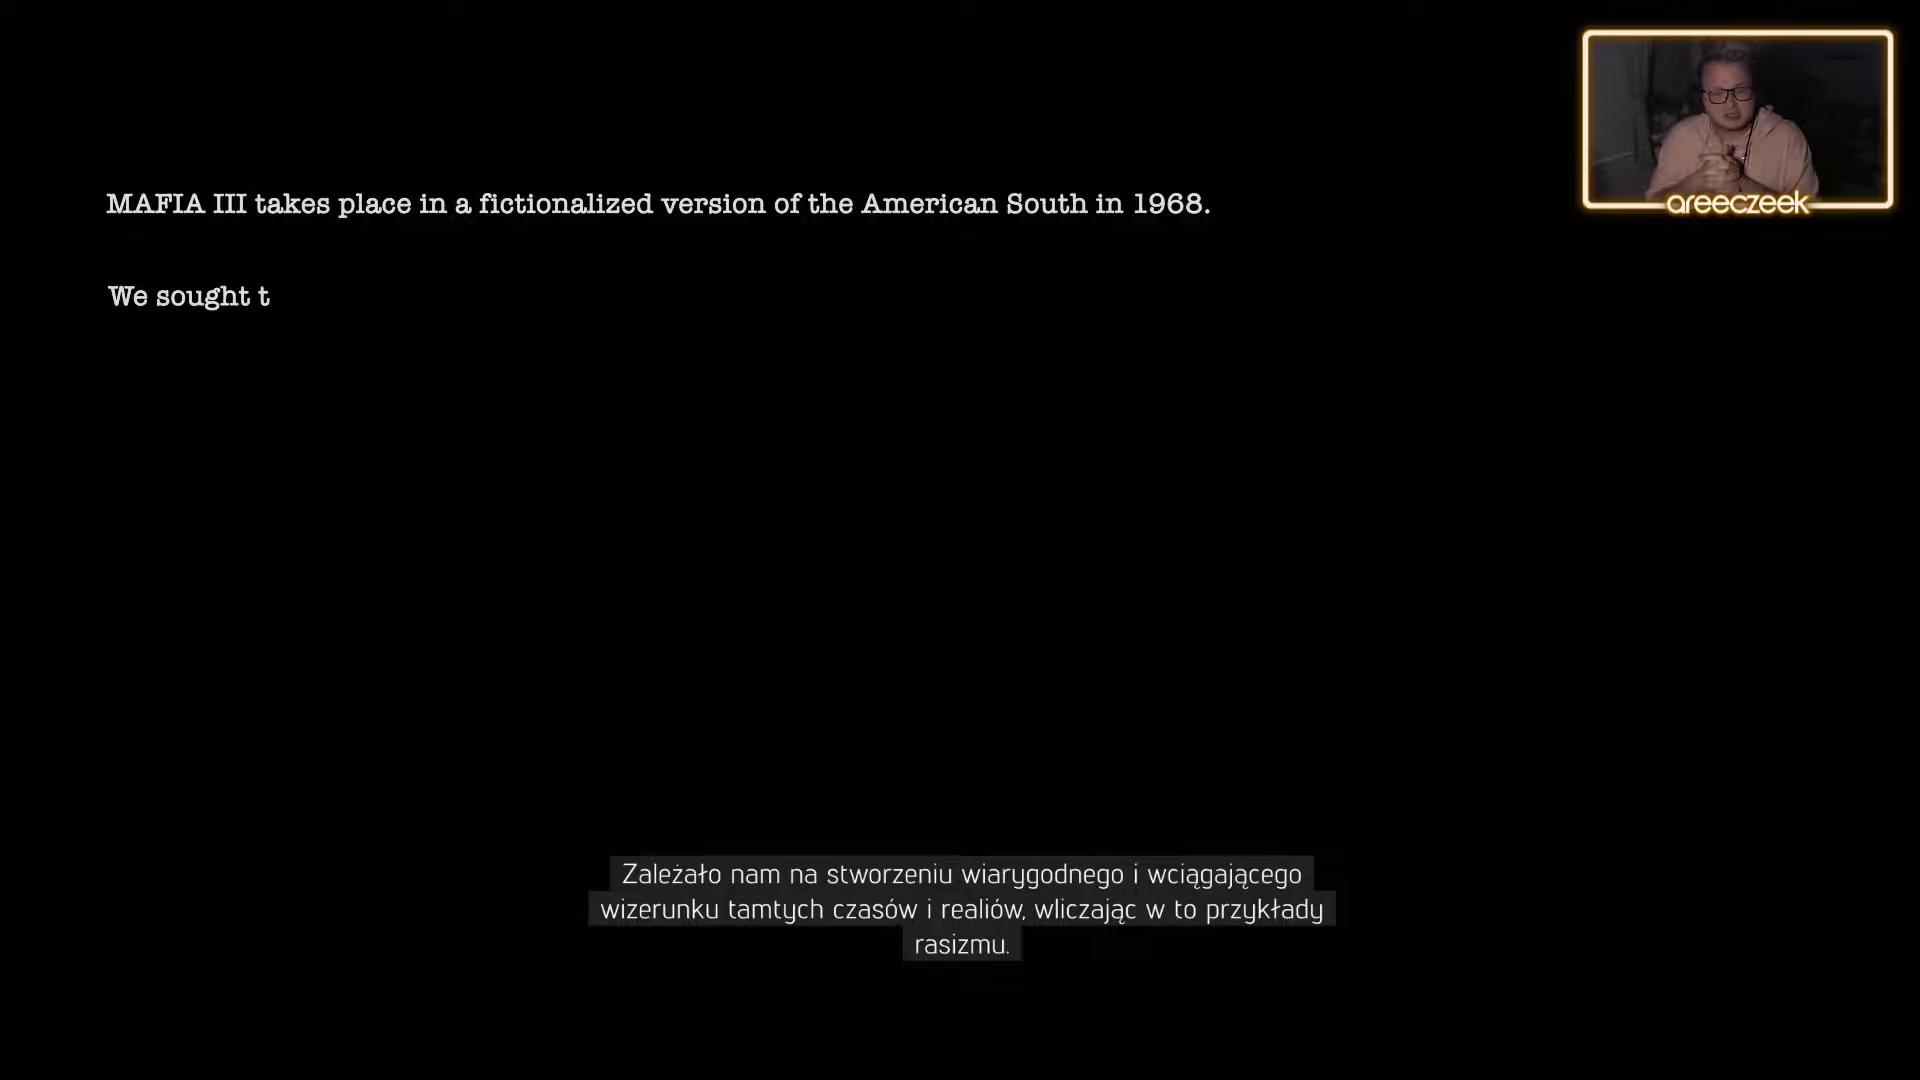 areeczeek
MAFIA III takes place in a fictionalized version of the American South in 1968.
We sought t
Zależało nam na stworzeniu wiarygodnego i wciągającego
wizerunku tamtych czasów i realiów, wliczając w to przykłady
rasizmu.